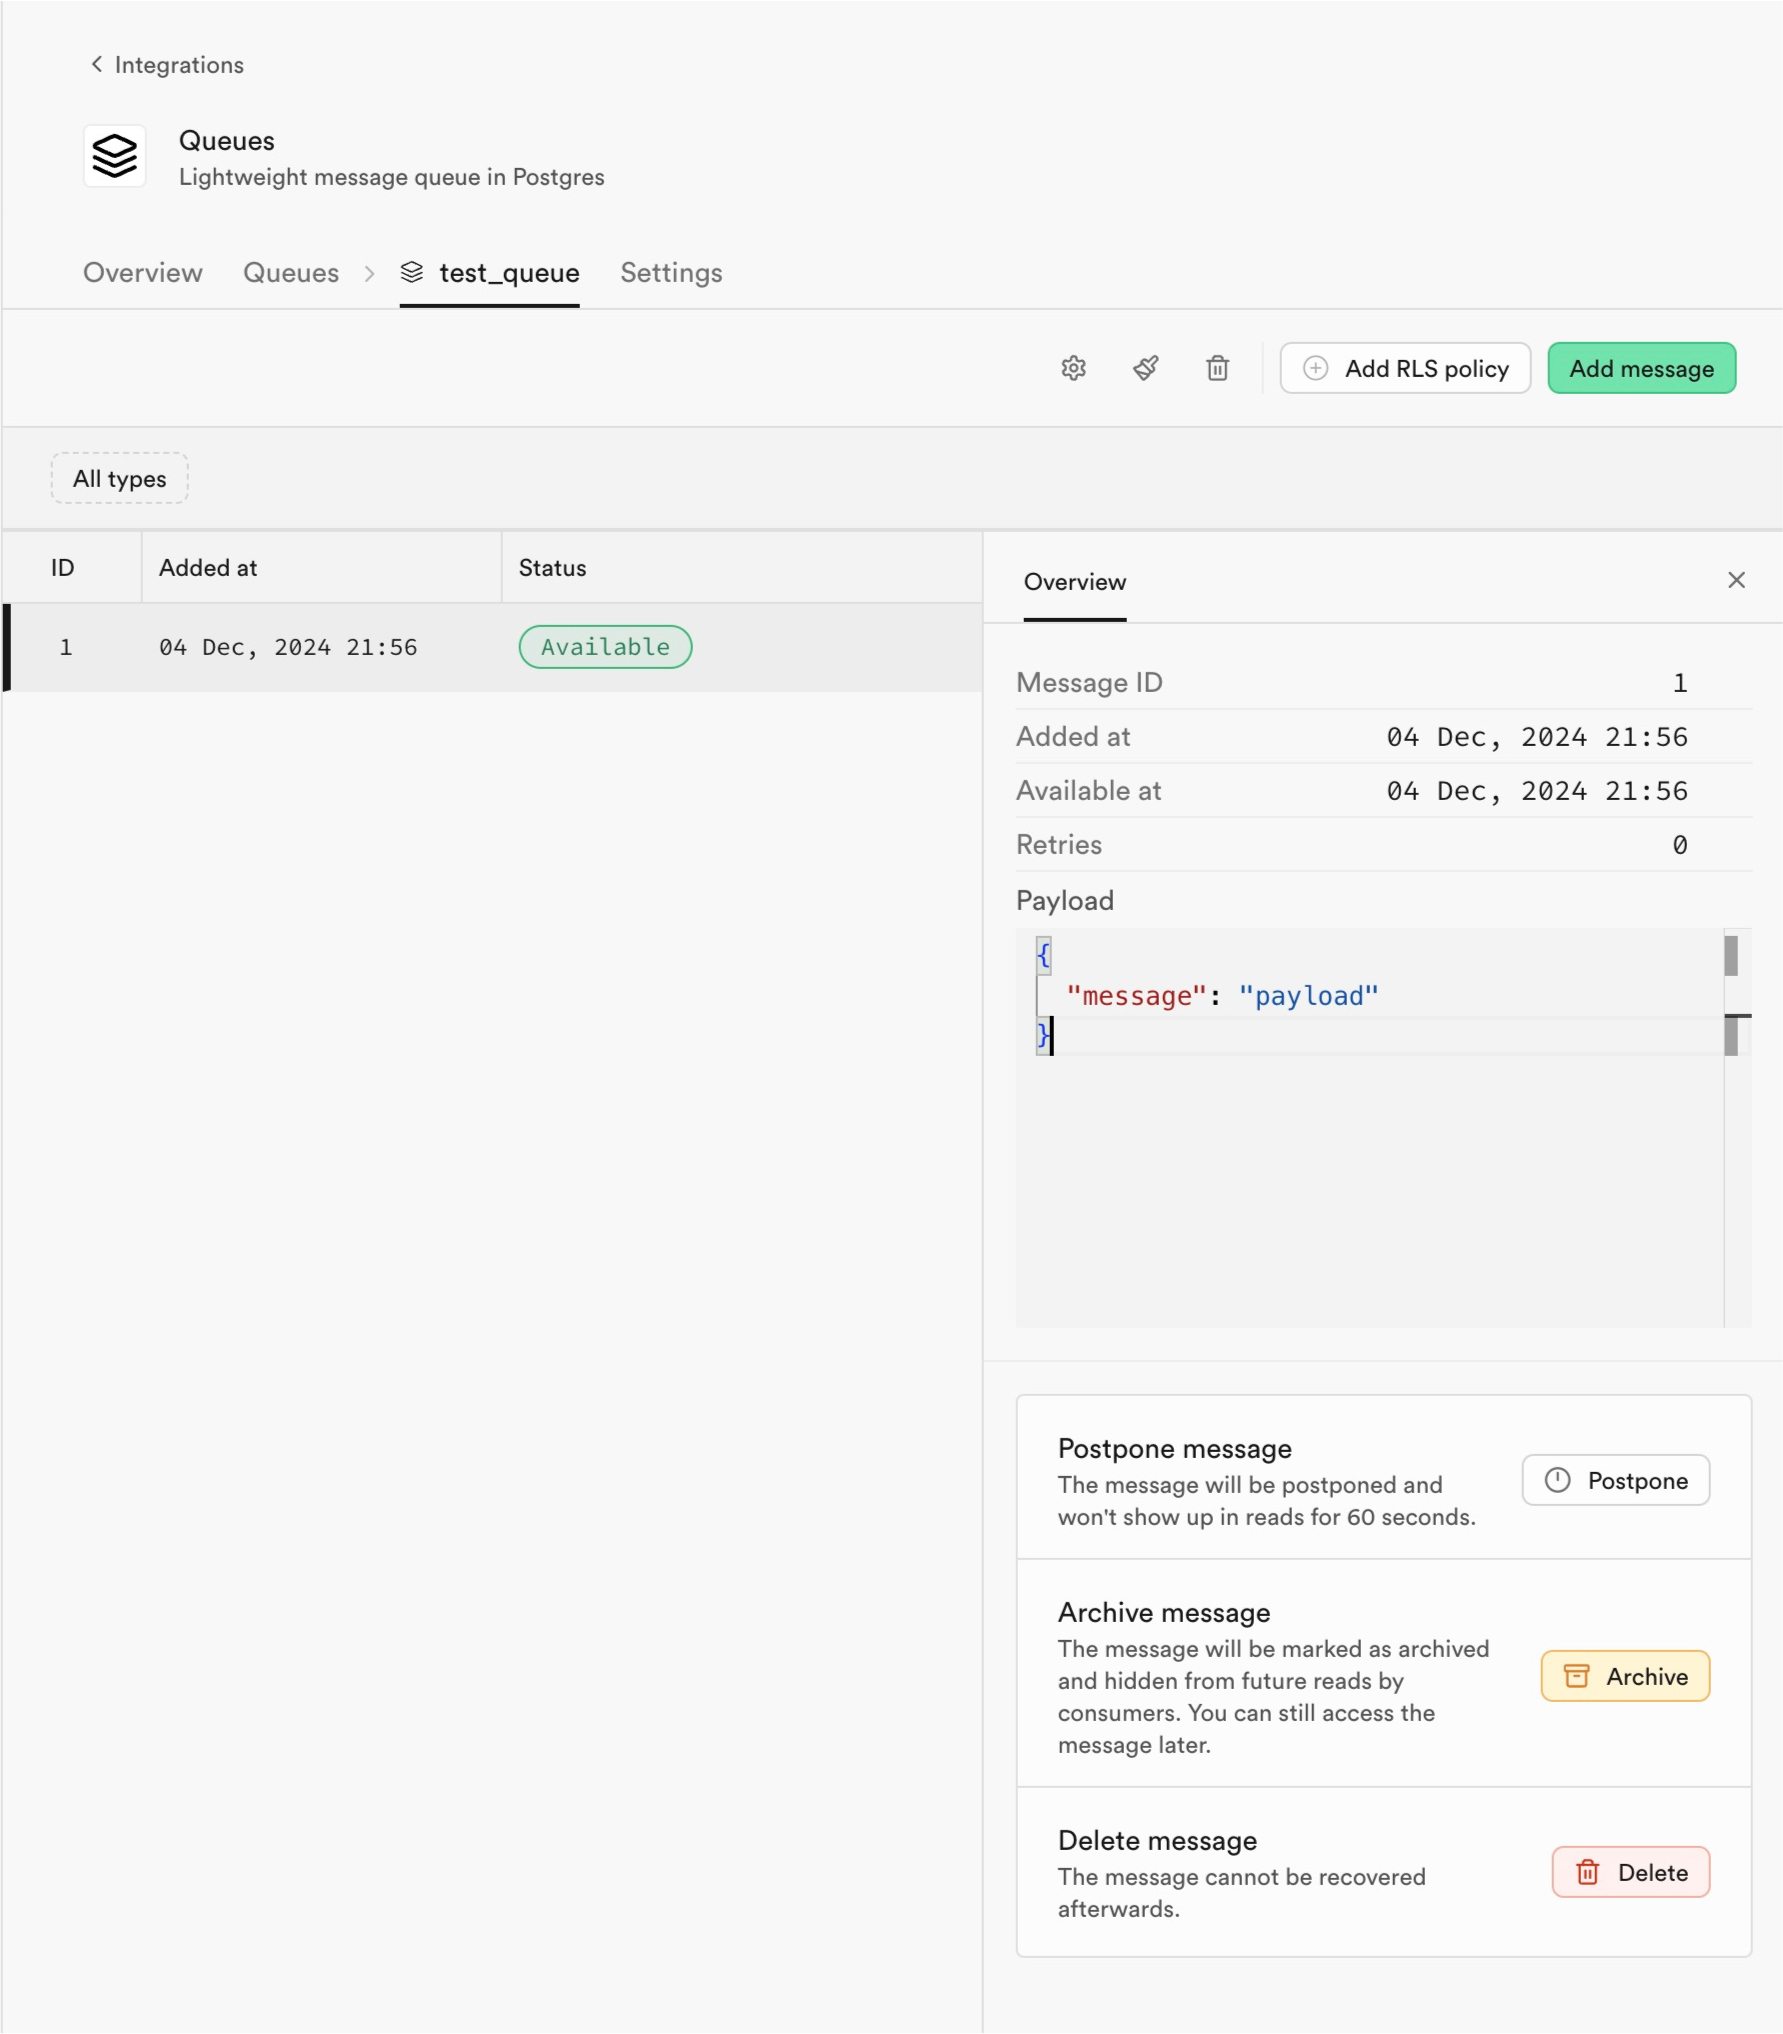 Integrations
Queues
Lightweight message queue in Postgres
Overview Queues test_queue Settings
Add RLS policy Add message
All types
ID Added at Status
1 04 Dec, 2024 21:56 Available
Overview
Message ID 1
Added at 04 Dec, 2024 21:56
Available at 04 Dec, 2024 21:56
Retries 0
Payload
{
"message": "payload"
}
Postpone message
The message will be postponed and
won't show up in reads for 60 seconds.
Postpone
Archive message
The message will be marked as archived
and hidden from future reads by
consumers. You can still access the
message later.
Archive
Delete message
The message cannot be recovered
afterwards.
Delete